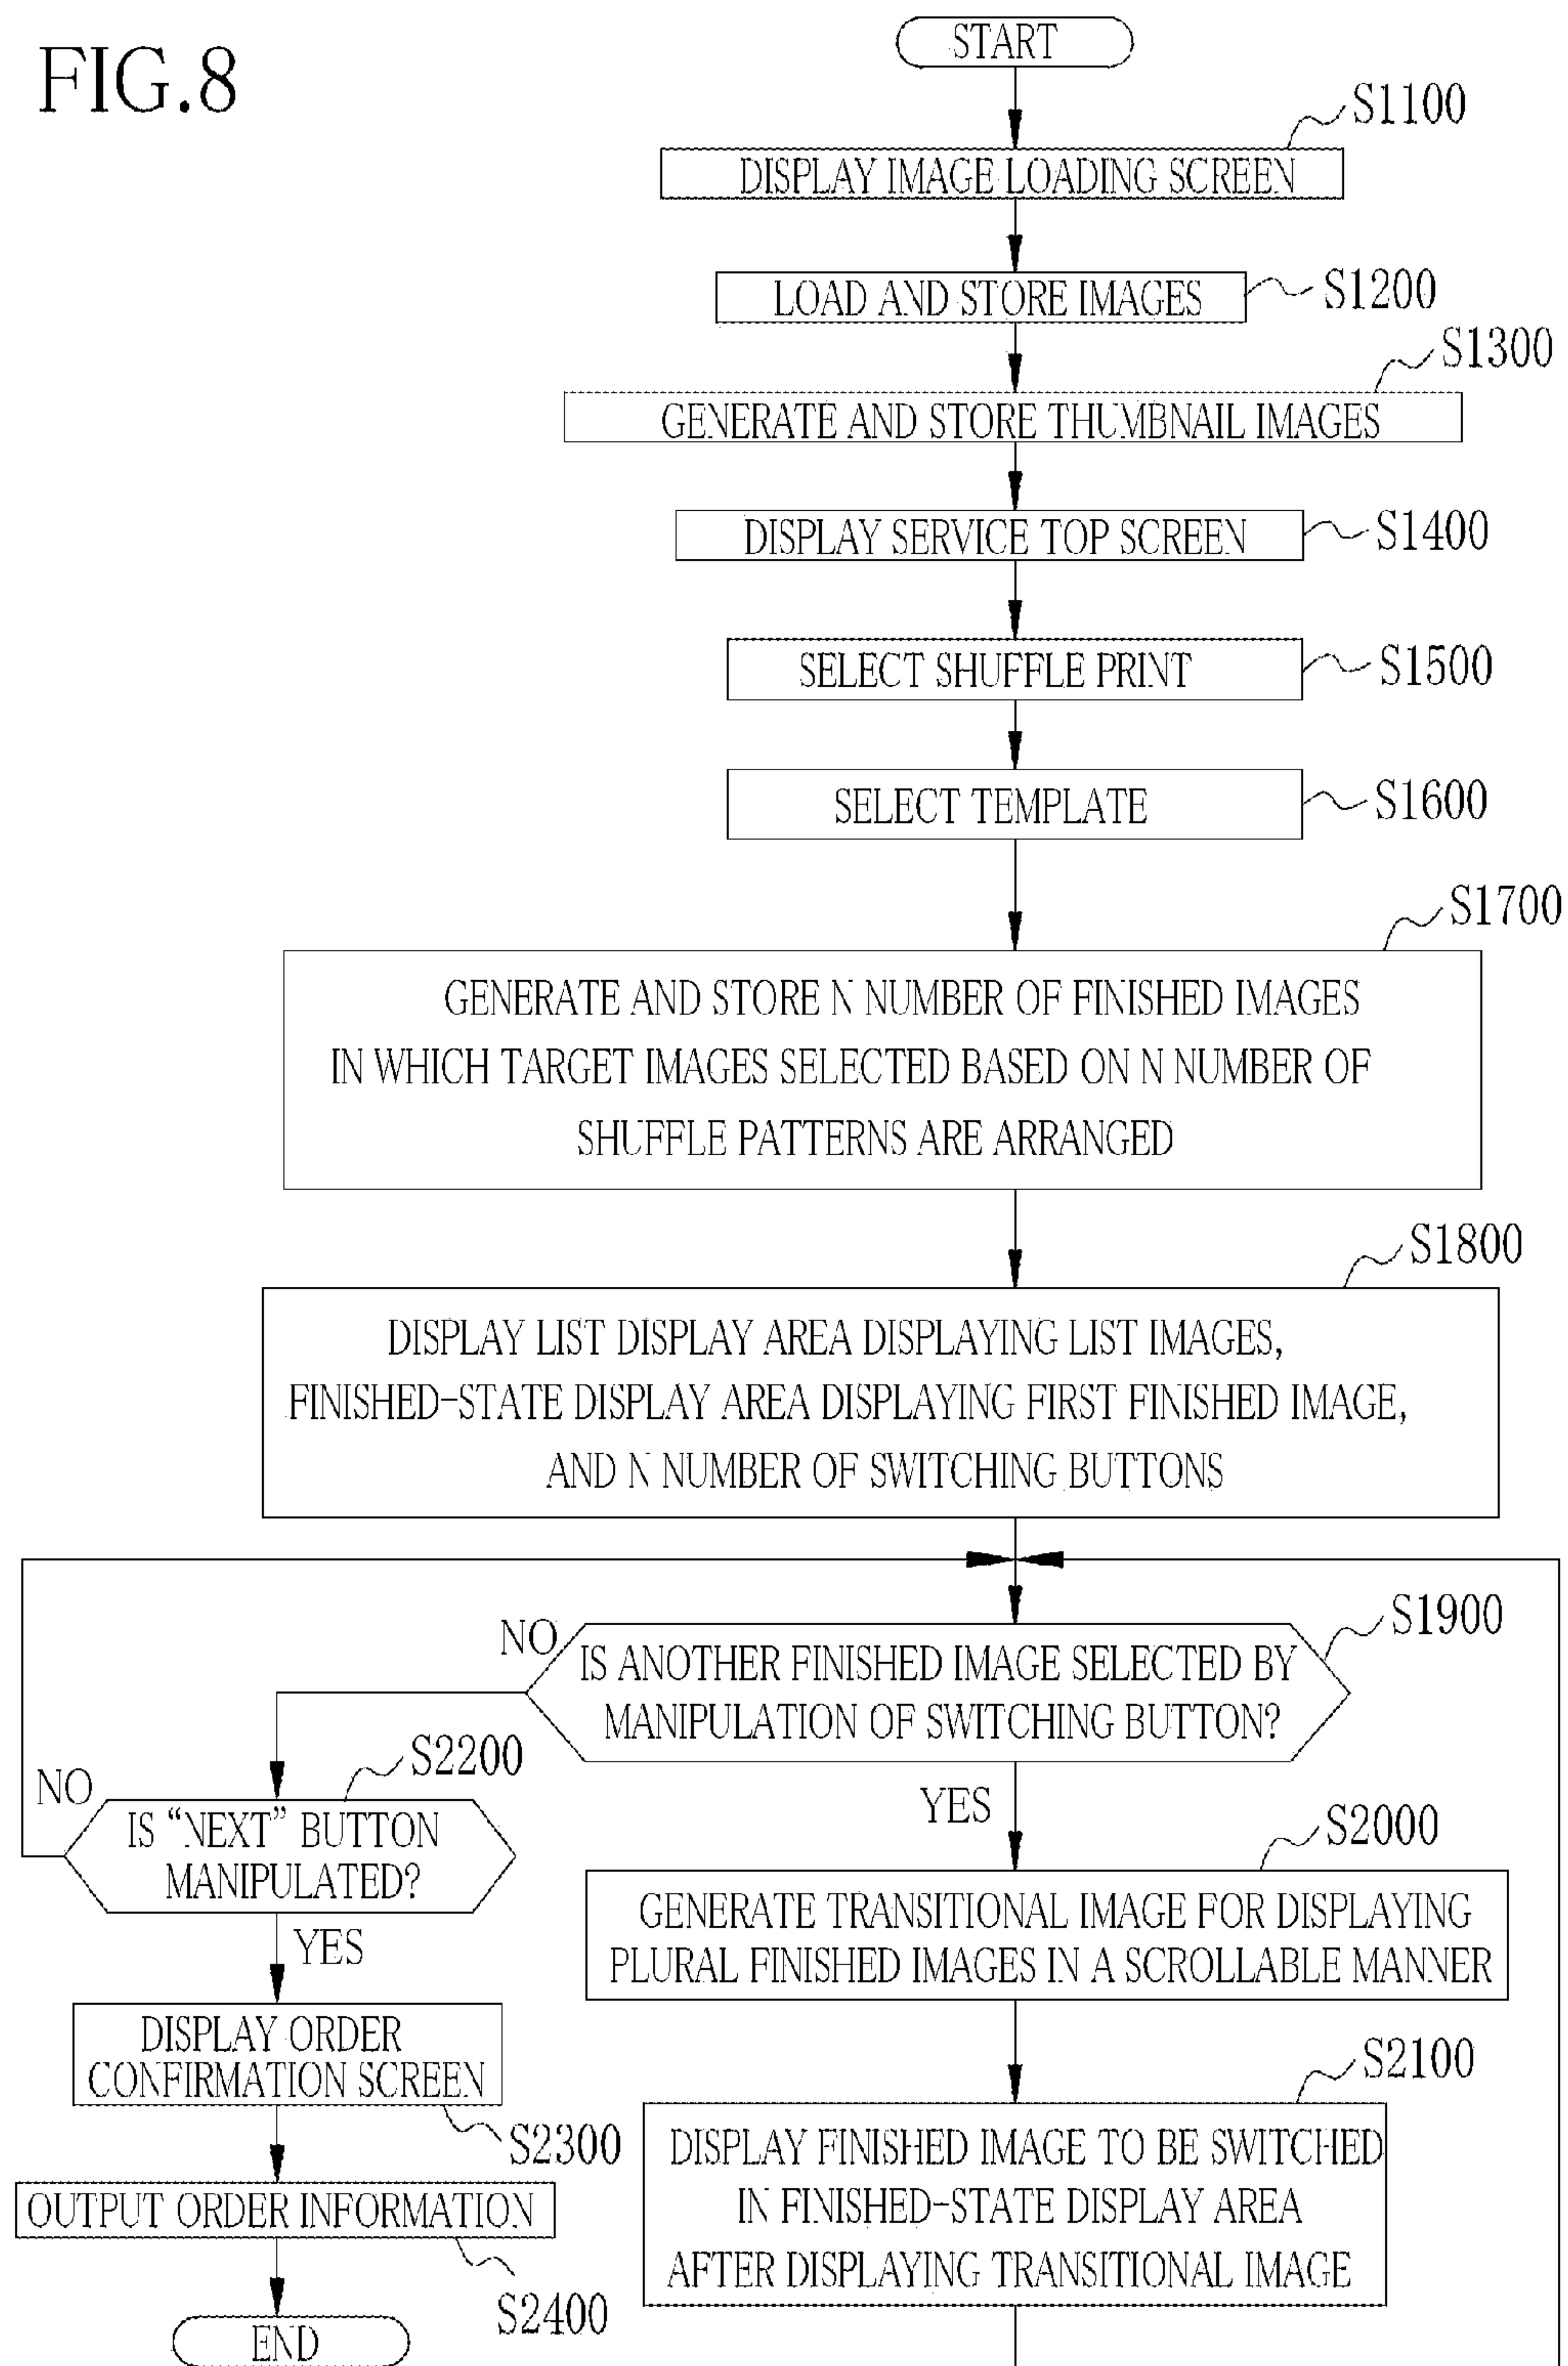 FIG.8
START
S1100
DISPLAY IMAGE LOADING SCREEN
LOAD AND STORE IMAGES
S1200
S1300
GENERATE AND STORE THUMBNAIL IMAGES
DISPLAY SERVICE TOP SCREEN
S1400
SELECT SHUFFLE PRINT
S1500
SELECT TEMPLATE
S1600
S1700
GENERATE AND STORE N NUMBER OF FINISHED IMAGES
IN WHICH TARGET IMAGES SELECTED BASED ON N NUMBER OF
SHUFFLE PATTERNS ARE ARRANGED
S1800
DISPLAY LIST DISPLAY AREA DISPLAYING LIST IMAGES,
FINISHED-STATE DISPLAY AREA DISPLAYING FIRST FINISHED IMAGE,
AND N NUMBER OF SWITCHING BUTTONS
S1900
NO
IS ANOTHER FINISHED IMAGE SELECTED BY
MANIPULATION OF SWITCHING BUTTON?
S2200
NO
IS “NEXT” BUTTON
MANIPULATED?
YES
YES
S2000
GENERATE TRANSITIONAL IMAGE FOR DISPLAYING
PLURAL FINISHED IMAGES IN A SCROLLABLE MANNER
DISPLAY ORDER
CONFIRMATION SCREEN
S2300
S2100
DISPLAY FINISHED IMAGE TO BE SWITCHED
IN FINISHED-STATE DISPLAY AREA
AFTER DISPLAYING TRANSITIONAL IMAGE
OUTPUT ORDER INFORMATION
S2400
END